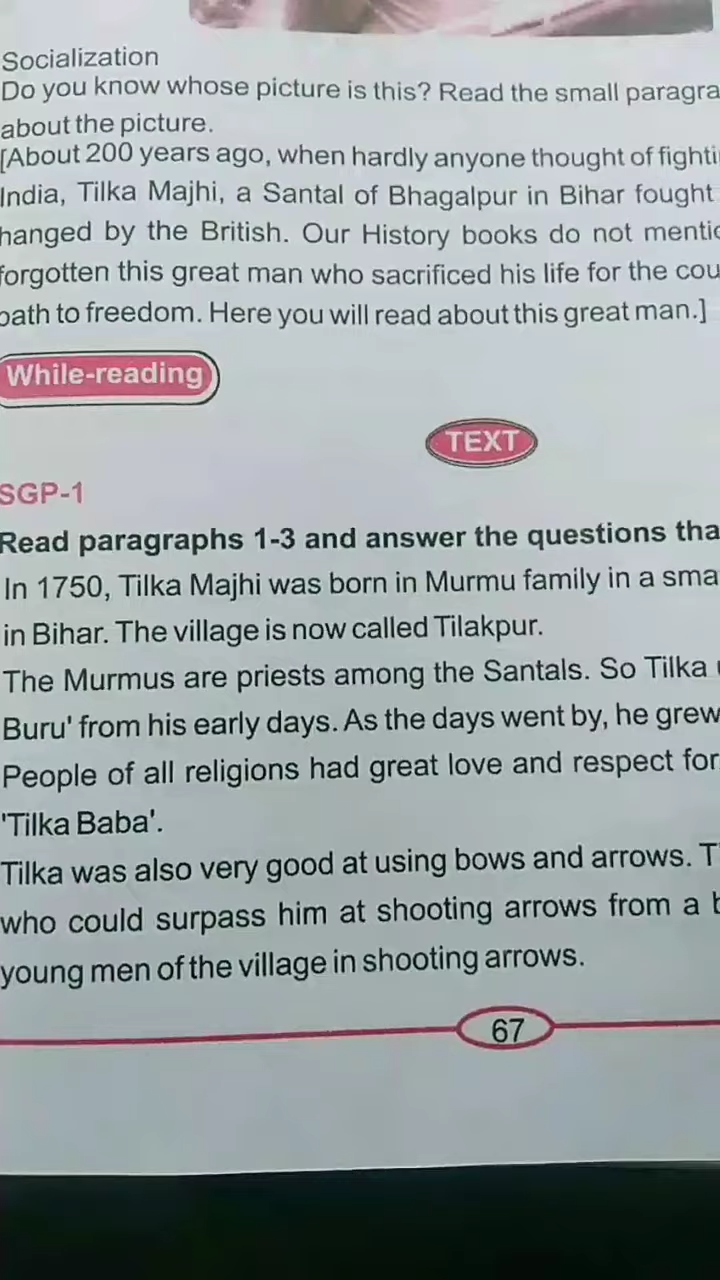 Socialization
Do you know whose picture is this? Read the small paragra
about the picture.
[About 200 years ago, when hardly anyone thought of fighti
India, Tilka Majhi, a Santal of Bhagalpur in Bihar fought
hanged by the British. Our History books do not mentio
forgotten this great man who sacrificed his life for the cou
path to freedom. Here you will read about this great man.]
While-reading
TEXT
SGP-1
Read paragraphs 1-3 and answer the questions tha
In 1750, Tilka Majhi was born in Murmu family in a sma
in Bihar. The village is now called Tilakpur.
The Murmus are priests among the Santals. So Tilka
Buru' from his early days. As the days went by, he grew
People of all religions had great love and respect for
'Tilka Baba'.
Tilka was also very good at using bows and arrows. T
who could surpass him at shooting arrows from a b
young men of the village in shooting arrows.
67